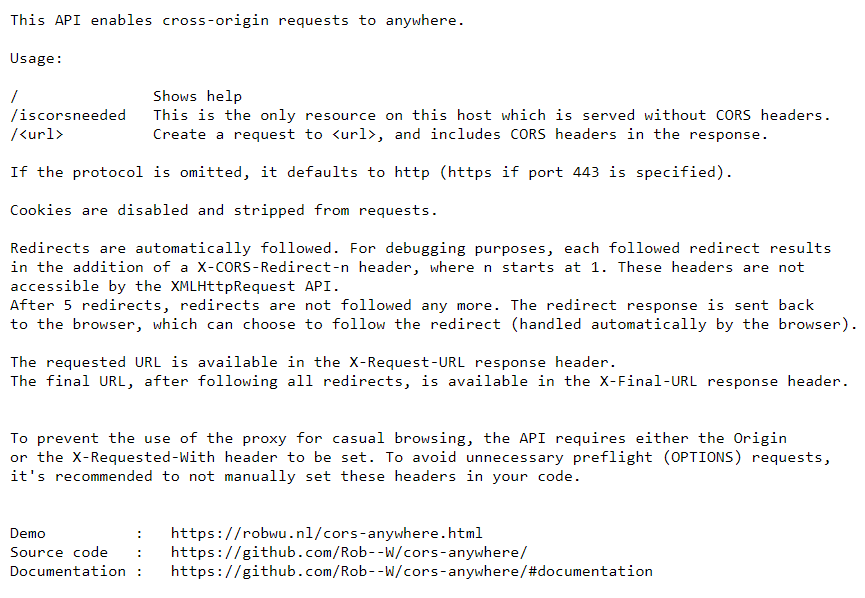 This API enables cross-origin requests to anywhere.
Usage:
/ Shows help
/iscorsneeded This is the only resource on this host which is served without CORS headers.
/<url> Create a request to <url>, and includes CORS headers in the response.
If the protocol is omitted, it defaults to http (https if port 443 is specified).
Cookies are disabled and stripped from requests.
Redirects are automatically followed. For debugging purposes, each followed redirect results
in the addition of a X-CORS-Redirect-n header, where n starts at 1. These headers are not
accessible by the XMLHttpRequest API.
After 5 redirects, redirects are not followed any more. The redirect response is sent back
to the browser, which can choose to follow the redirect (handled automatically by the browser).
The requested URL is available in the X-Request-URL response header.
The final URL, after following all redirects, is available in the X-Final-URL response header.
To prevent the use of the proxy for casual browsing, the API requires either the Origin
or the X-Requested-With header to be set. To avoid unnecessary preflight (OPTIONS) requests,
it's recommended to not manually set these headers in your code.
Demo : https://robwu.nl/cors-anywhere.html
Source code : https://github.com/Rob--W/cors-anywhere/
Documentation : https://github.com/Rob--W/cors-anywhere/#documentation